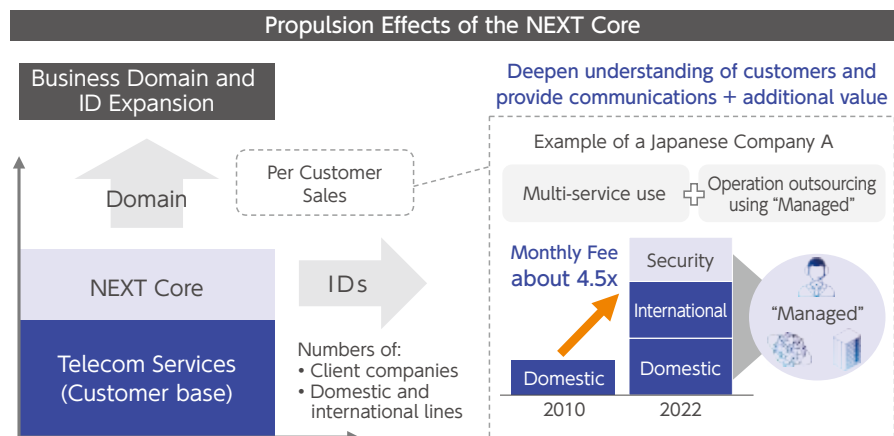 Propulsion Effects of the NEXT Core
Business Domain and
ID Expansion
Domain
Per Customer
Sales
NEXT Core
Telecom Services
(Customer base)
IDs
Numbers of:
• Client companies
• Domestic and
international lines
Deepen understanding of customers and
provide communications + additional value
Example of a Japanese Company A
Multi-service use
Operation outsourcing
using “Managed”
Monthly Fee
about 4.5x
Domestic
2010
Security
International
Domestic
2022
“Managed”